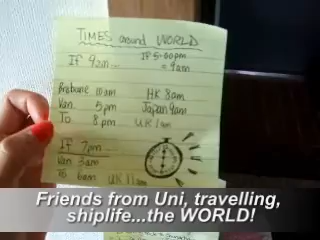 TIMES around WORLD
If 9am...
If 5.00pm
= 9am
Brisbane 10am
HK 8am
Van 5pm
Japan 9am
To 8pm
UK 1am
If 7pm...
Van 3am
To 6am
UK 11am
Friends from Uni, travelling,
shiplife...the WORLD!